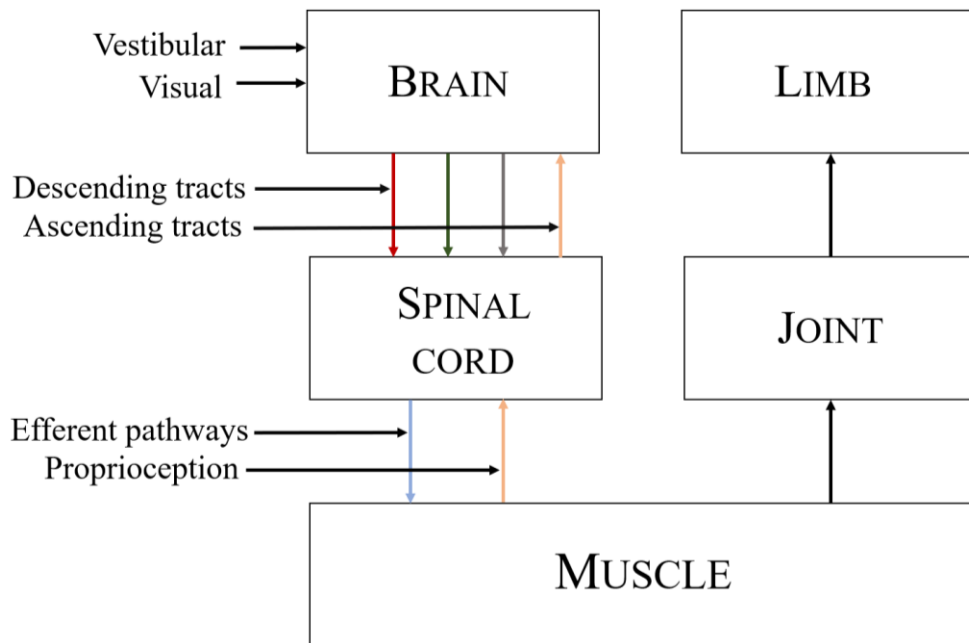 Vestibular
Visual
BRAIN
LIMB
Descending tracts
Ascending tracts
SPINAL
CORD
JOINT
Efferent pathways
Proprioception
MUSCLE